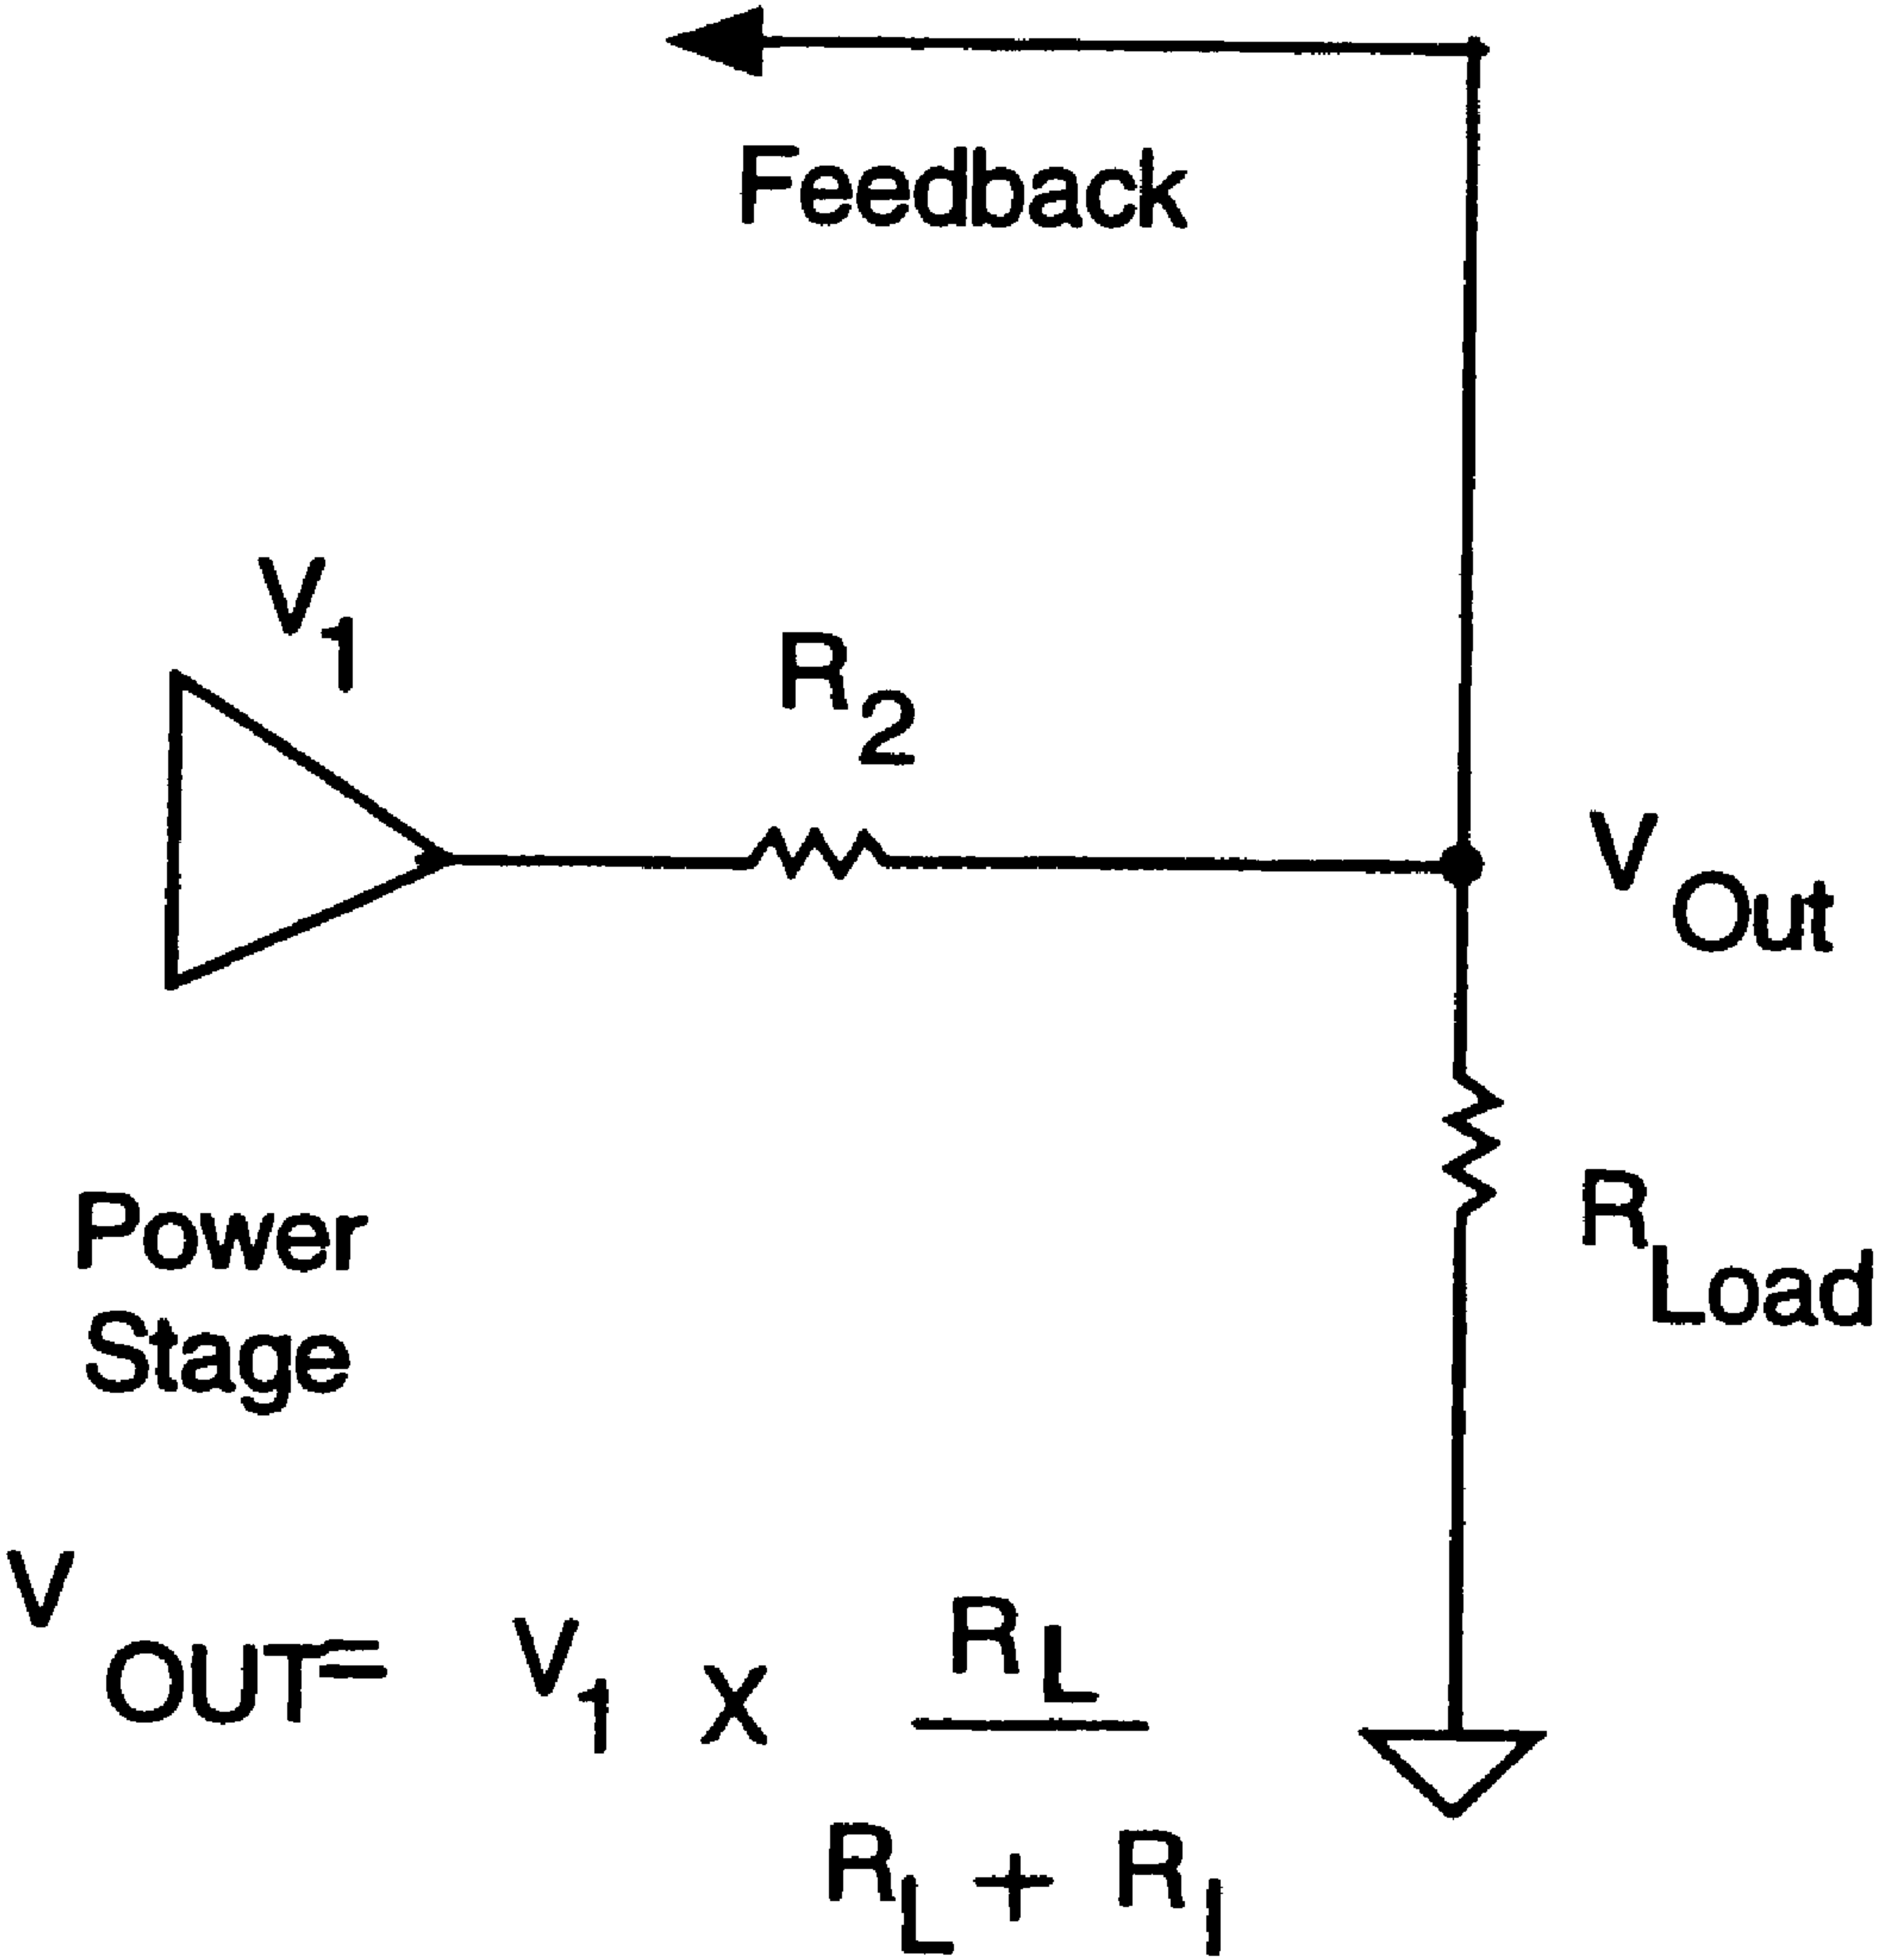 Feedback
V1
R2
VOut
RLoad
Power
Stage
VOUT= V1 X RL
RL + RI